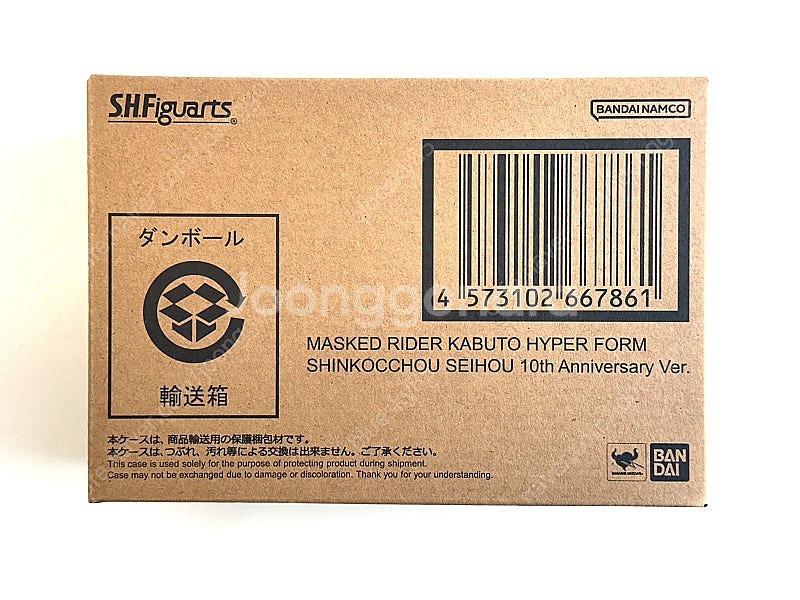 S.H.Figuarts®
BANDAI NAMCO
ダンボール
輸送箱
4 573102 667861
MASKED RIDER KABUTO HYPER FORM
SHINKOCCHOU SEIHOU 10th Anniversary Ver.
本ケースは、商品輸送用の保護梱包材です。
本ケースは、つぶれ、汚れ等による交換は出来ません。ご了承ください。
This case is used solely for the purpose of protecting product during shipment.
Case may not be exchanged due to damage or discoloration. Thank you for your understanding.
BAN
DAI
Joonggonara